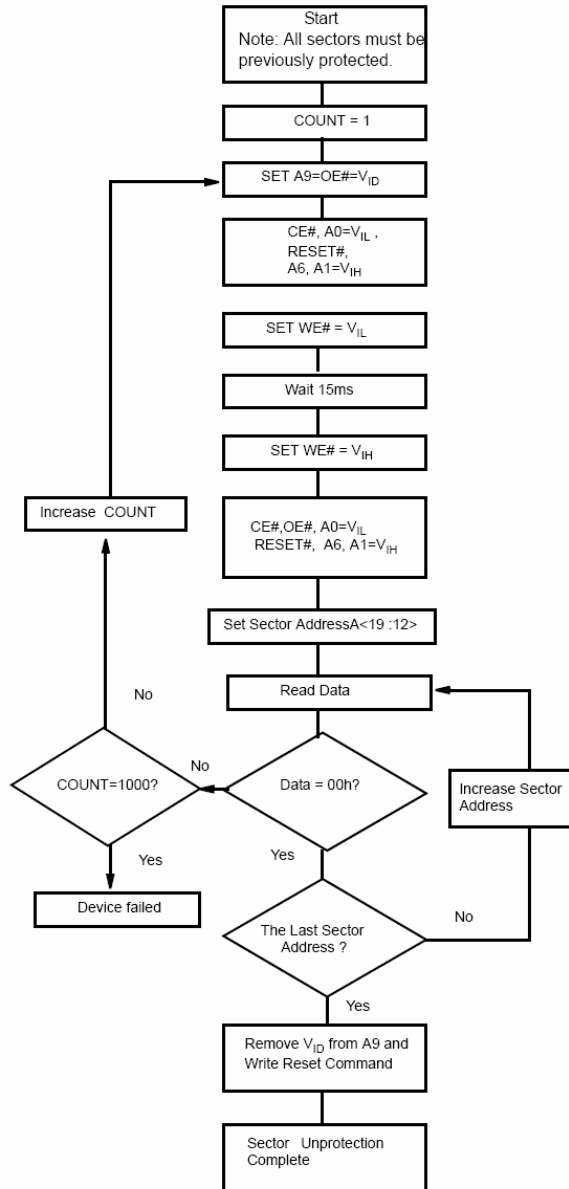 Start
Note: All sectors must be
previously protected.
COUNT = 1
SET A9=OE#=VID
CE#, A0=VIL ,
RESET#,
A6, A1=VIH
SET WE# = VIL
Wait 15ms
SET WE# = VIH
Increase COUNT
CE#,OE#, A0=VIL
RESET#, A6, A1=VIH
Set Sector AddressA<19 :12>
Read Data
No
No
COUNT=1000?
Data = 00h?
Increase Sector
Address
Yes
Yes
Device failed
The Last Sector
Address ?
No
Yes
Remove VID from A9 and
Write Reset Command
Sector Unprotection
Complete